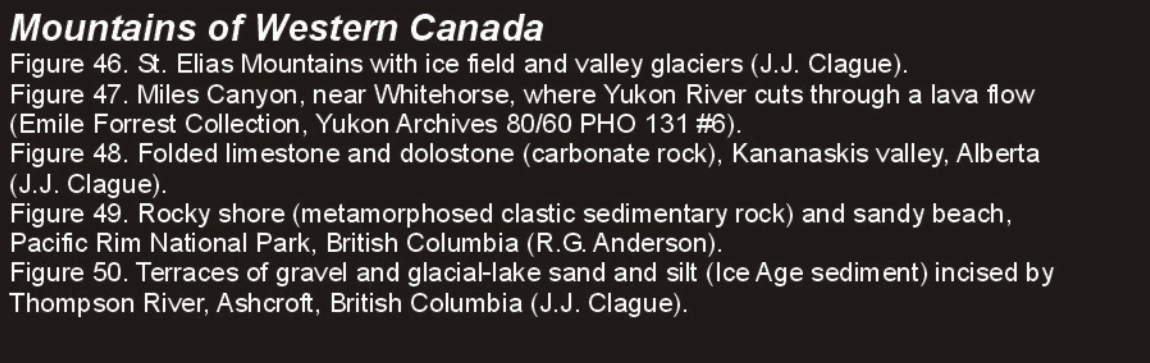 Mountains of Western Canada
Figure 46. St. Elias Mountains with ice field and valley glaciers (J.J. Clague).
Figure 47. Miles Canyon, near Whitehorse, where Yukon River cuts through a lava flow
(Emile Forrest Collection, Yukon Archives 80/60 PHO 131 #6).
Figure 48. Folded limestone and dolostone (carbonate rock), Kananaskis valley, Alberta
(J.J. Clague).
Figure 49. Rocky shore (metamorphosed clastic sedimentary rock) and sandy beach,
Pacific Rim National Park, British Columbia (R.G. Anderson).
Figure 50. Terraces of gravel and glacial-lake sand and silt (Ice Age sediment) incised by
Thompson River, Ashcroft, British Columbia (J.J. Clague).